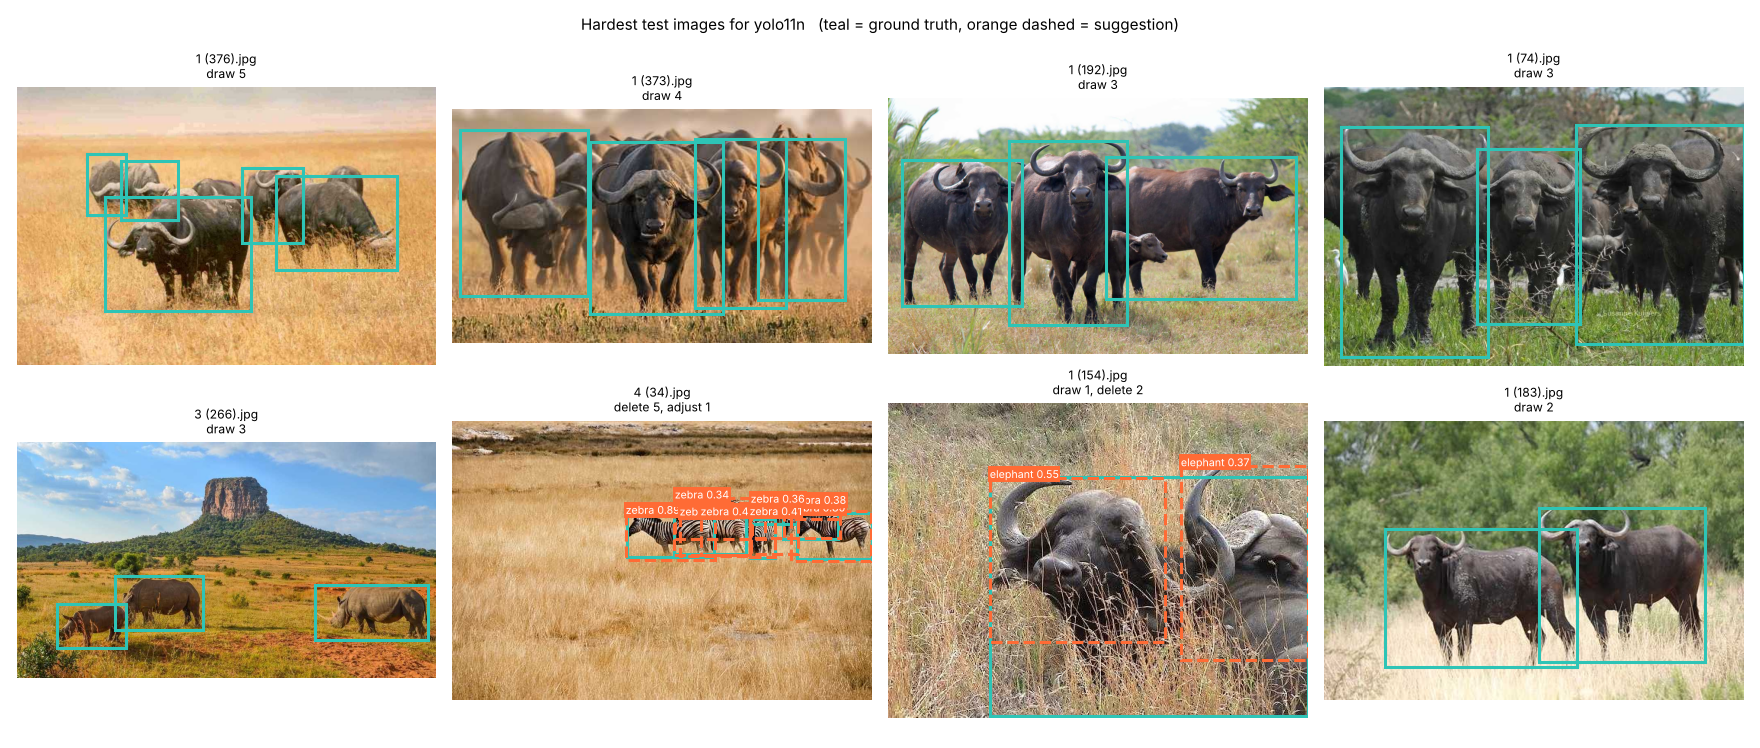 Hardest test images for yolo11n (teal = ground truth, orange dashed = suggestion)
1 (376).jpg
draw 5
1 (373).jpg
draw 4
1 (192).jpg
draw 3
1 (74).jpg
draw 3
3 (266).jpg
draw 3
4 (34).jpg
delete 5, adjust 1
zebra 0.34
zebra 0.36
bra 0.38
zebra 0.8
zeb
zebra 0.4
zebra 0.41
1 (154).jpg
draw 1, delete 2
elephant 0.55
elephant 0.37
1 (183).jpg
draw 2